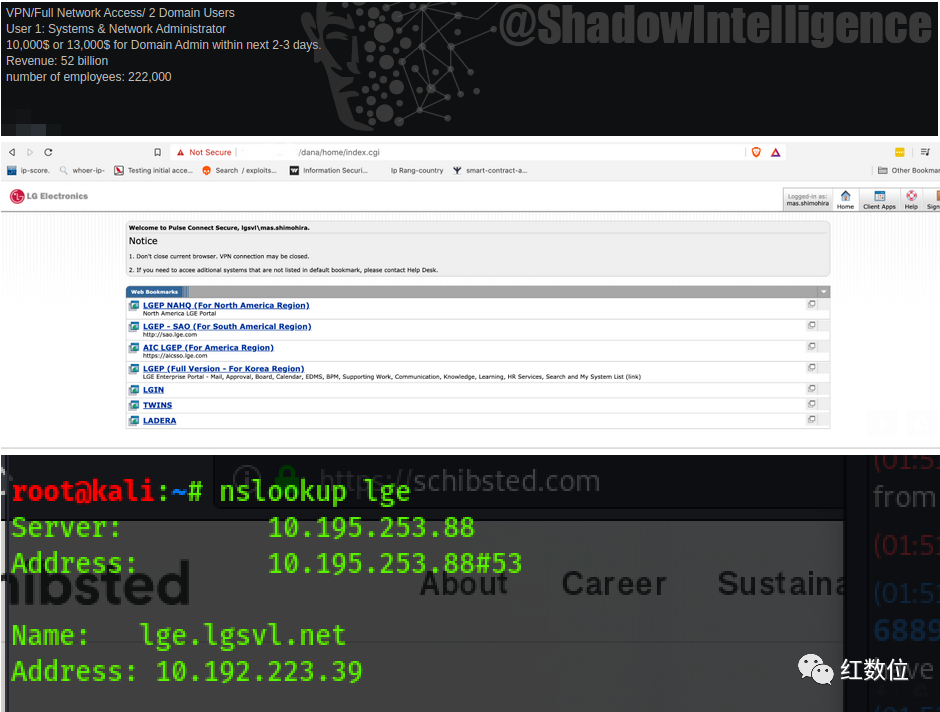 VPN/Full Network Access/ 2 Domain Users
User 1: Systems & Network Administrator
10,000$ or 13,000$ for Domain Admin within next 2-3 days.
Revenue: 52 billion
number of employees: 222,000
@ShadowIntelligence
Not Secure /dana/home/index.cgi
ip-score. whoer-ip- Testing initial acce... Search / exploits... Information Securi... Ip Rang-country smart-contract-a... Other Bookmar
LG Electronics
Logged-in as:
mas.shimohira
Home Client Apps Help Sign
Welcome to Pulse Connect Secure, lgsvl\mas.shimohira.
Notice
1. Don't close current browser. VPN connection may be closed.
2. If you need to accee aditional systems that are not listed in default bookmark, please contact Help Desk.
Web Bookmarks
LGEP NAHQ (For North America Region)
North America LGE Portal
LGEP - SAO (For South Americal Region)
http://sao.lge.com
AIC LGEP (For America Region)
https://aicsso.lge.com
LGEP (Full Version - For Korea Region)
LGE Enterprise Portal - Mail, Approval, Board, Calendar, EDMS, BPM, Supporting Work, Communication, Knowledge, Learning, HR Services, Search and My System List (link)
LGIN
TWINS
LADERA
https://schibsted.com
root@kali:~# nslookup lge
Server: 10.195.253.88
Address: 10.195.253.88#53
hibsted About Career Sustaina
Name: lge.lgsvl.net
Address: 10.192.223.39
(01:5
from
(01:5
(01:5
6889
红数位